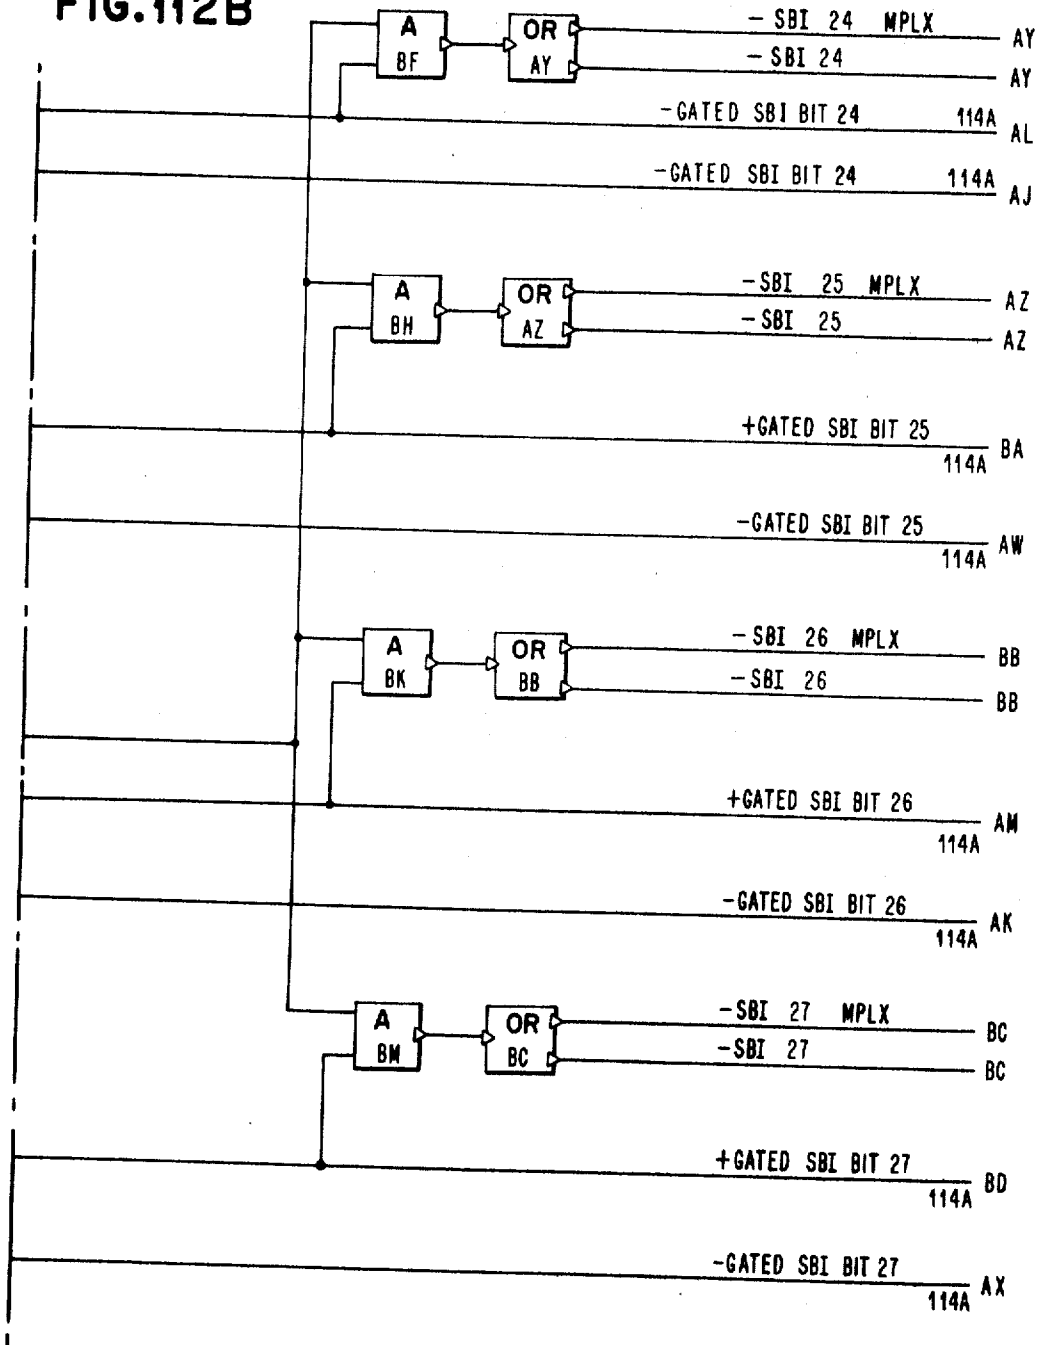 FIG.112B
A BF OR AY - SBI 24 MPLX AY
- SBI 24 AY
-GATED SBI BIT 24 114A AL
-GATED SBI BIT 24 114A AJ
A BH OR AZ -SBI 25 MPLX AZ
-SBI 25 AZ
+GATED SBI BIT 25 114A BA
-GATED SBI BIT 25 114A AW
A BK OR BB -SBI 26 MPLX BB
-SBI 26 BB
+GATED SBI BIT 26 114A AM
-GATED SBI BIT 26 114A AK
A BM OR BC -SBI 27 MPLX BC
-SBI 27 BC
+GATED SBI BIT 27 114A BD
-GATED SBI BIT 27 114A AX